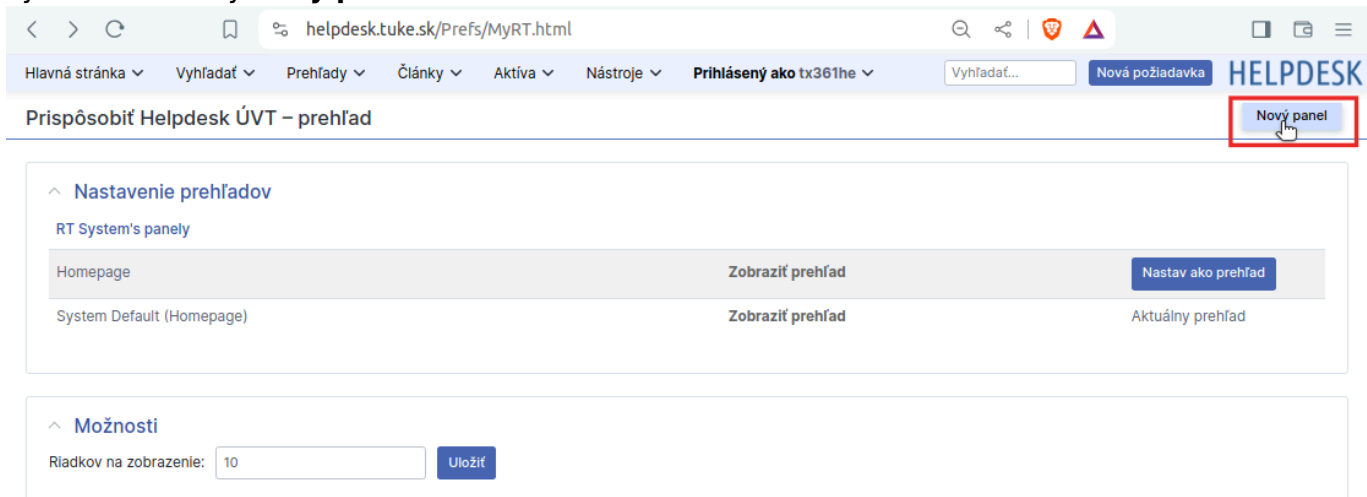 helpdesk.tuke.sk/Prefs/MyRT.html
Hlavná stránka Vyhľadať Prehľady Články Aktíva Nástroje Prihlásený ako tx361he Vyhľadať... Nová požiadavka HELPDESK
Prispôsobiť Helpdesk ÚVT – prehľad Nový panel
Nastavenie prehľadov
RT System's panely
Homepage Zobraziť prehľad Nastav ako prehľad
System Default (Homepage) Zobraziť prehľad Aktuálny prehľad
Možnosti
Riadkov na zobrazenie: 10 Uložiť